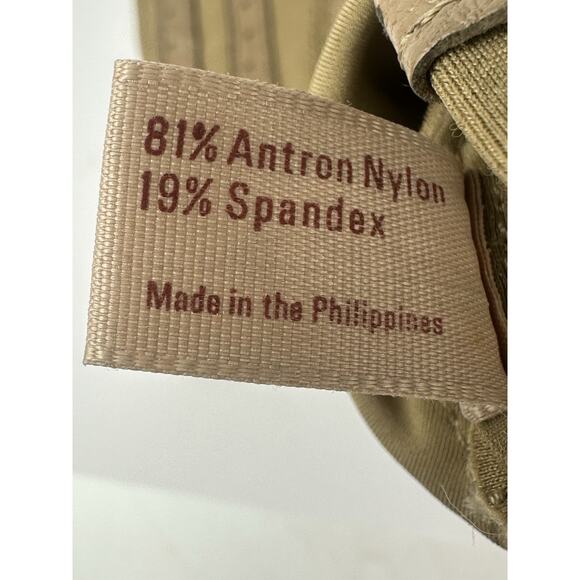 81% Antron Nylon
19% Spandex
Made in the Philippines